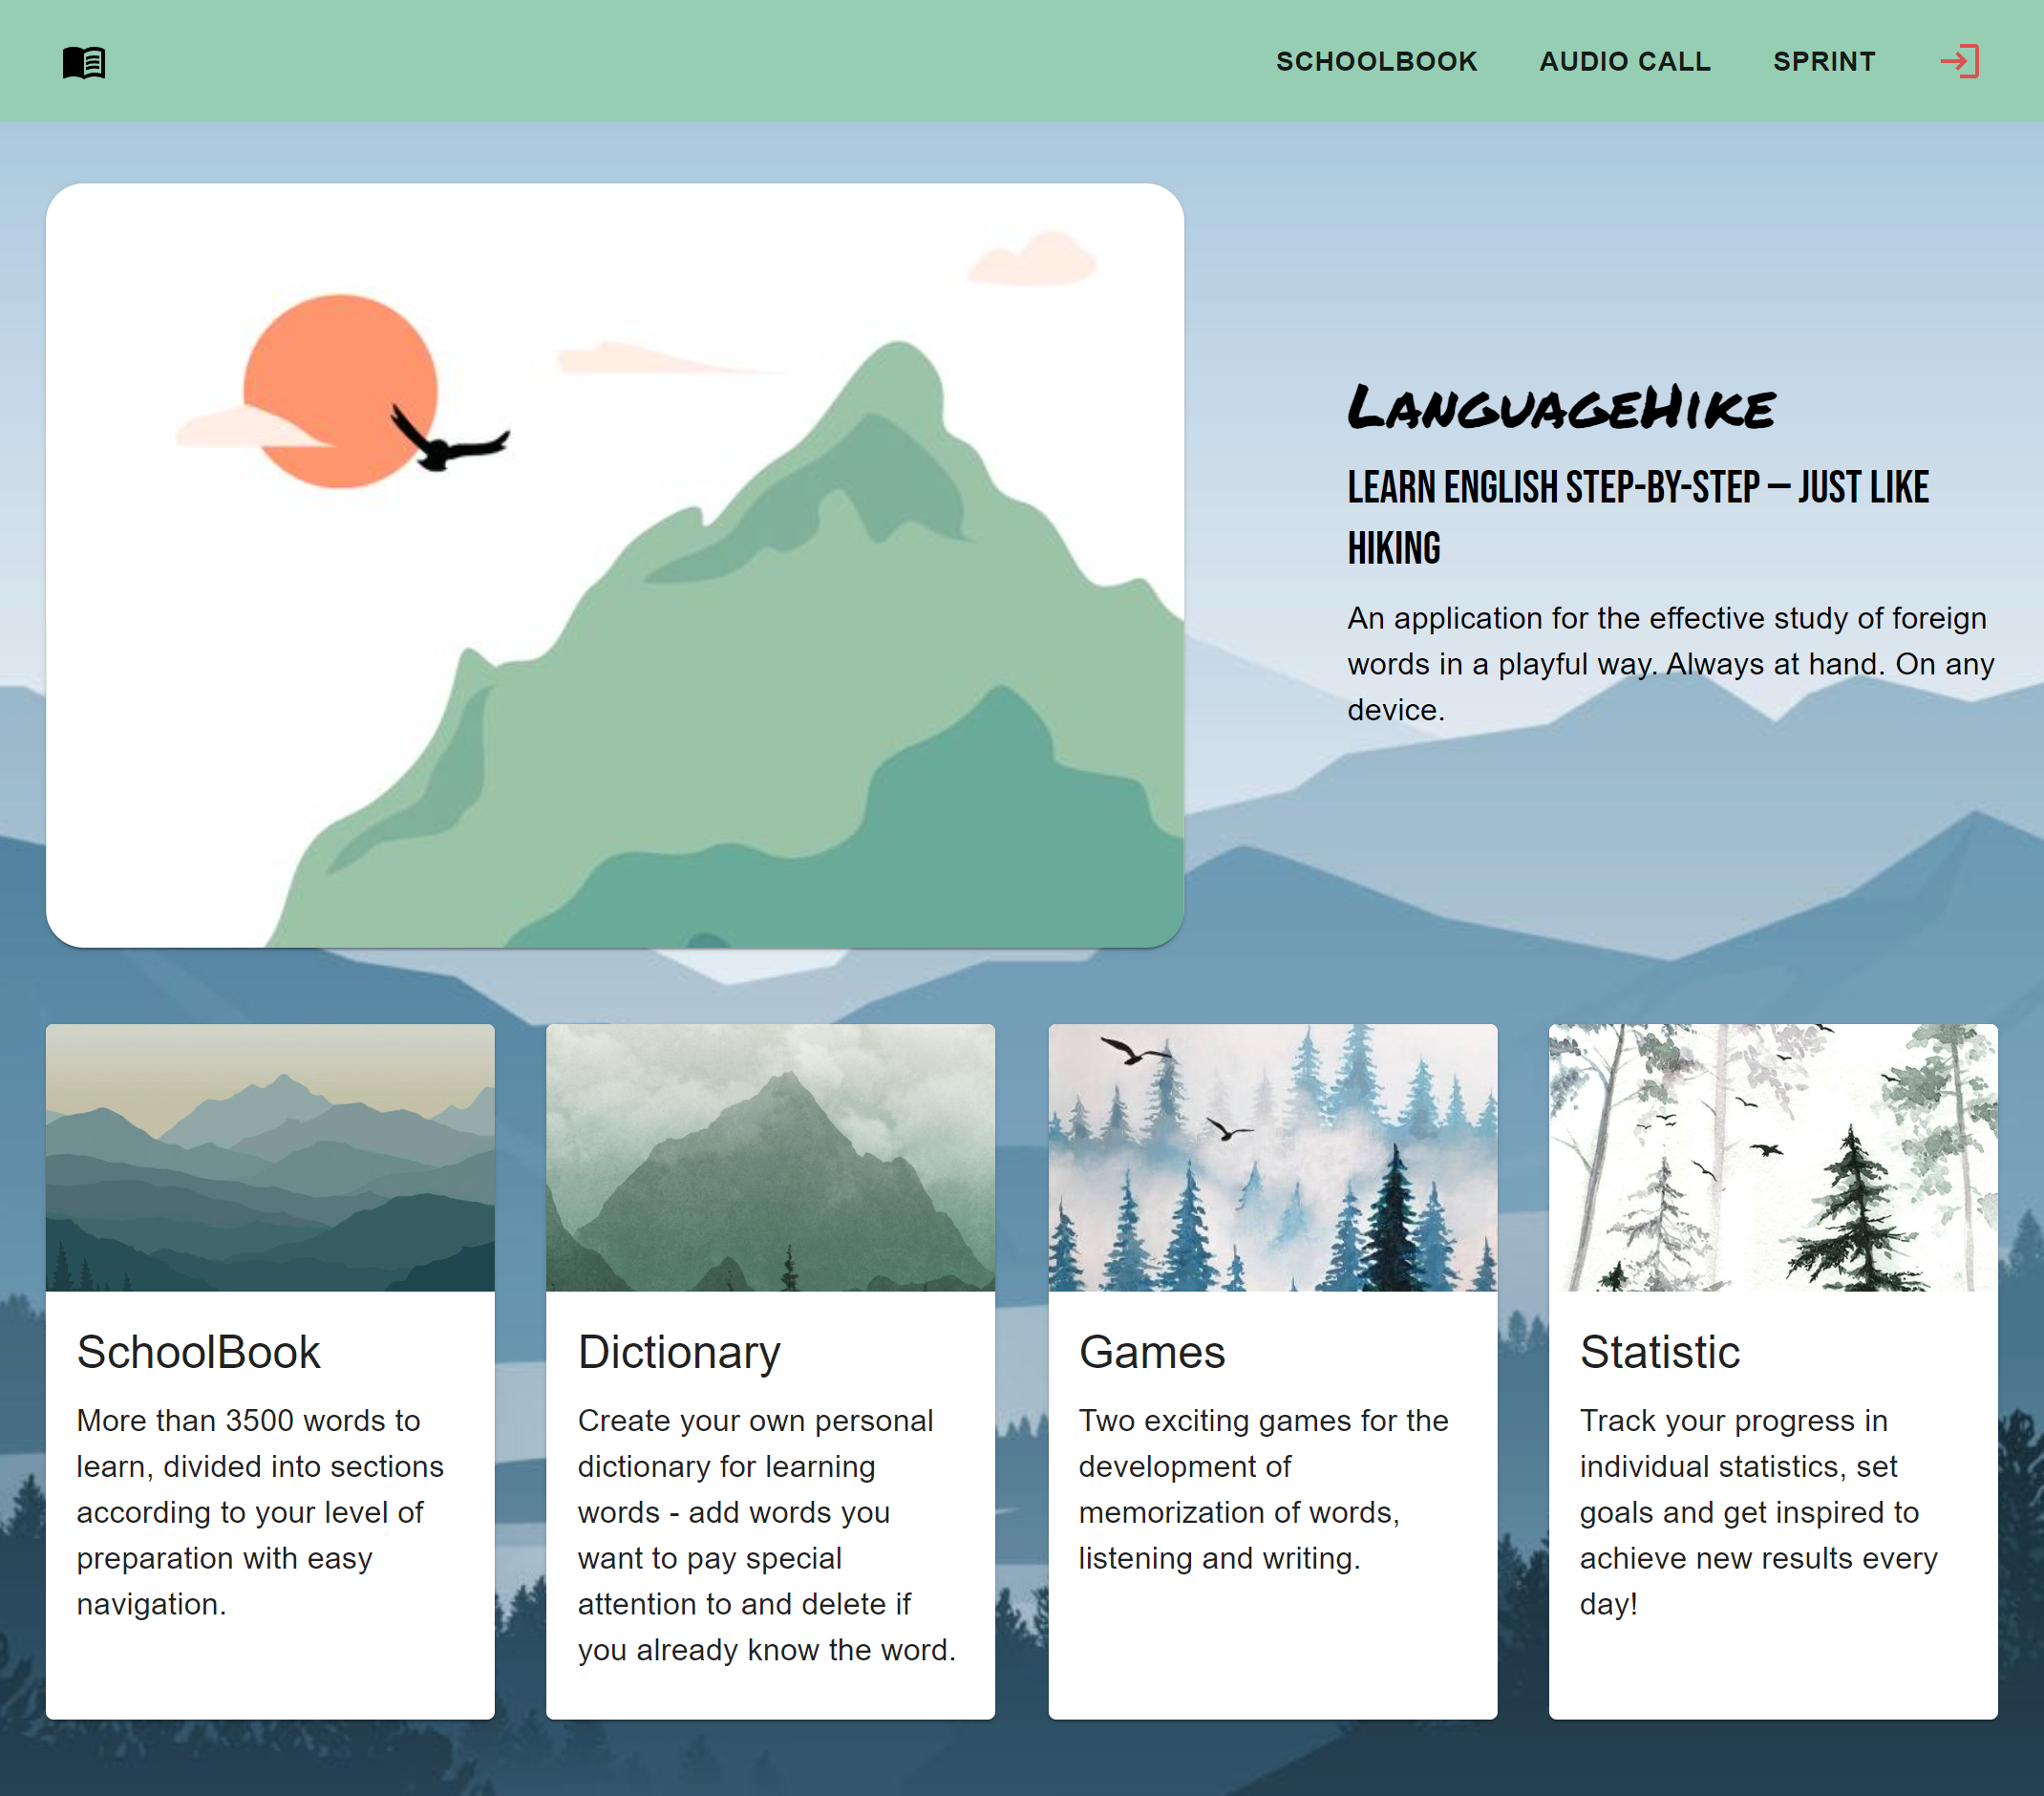 SCHOOLBOOK AUDIO CALL SPRINT
LanguageHike
LEARN ENGLISH STEP-BY-STEP – JUST LIKE
HIKING
An application for the effective study of foreign
words in a playful way. Always at hand. On any
device.
SchoolBook
More than 3500 words to
learn, divided into sections
according to your level of
preparation with easy
navigation.
Dictionary
Create your own personal
dictionary for learning
words - add words you
want to pay special
attention to and delete if
you already know the word.
Games
Two exciting games for the
development of
memorization of words,
listening and writing.
Statistic
Track your progress in
individual statistics, set
goals and get inspired to
achieve new results every
day!